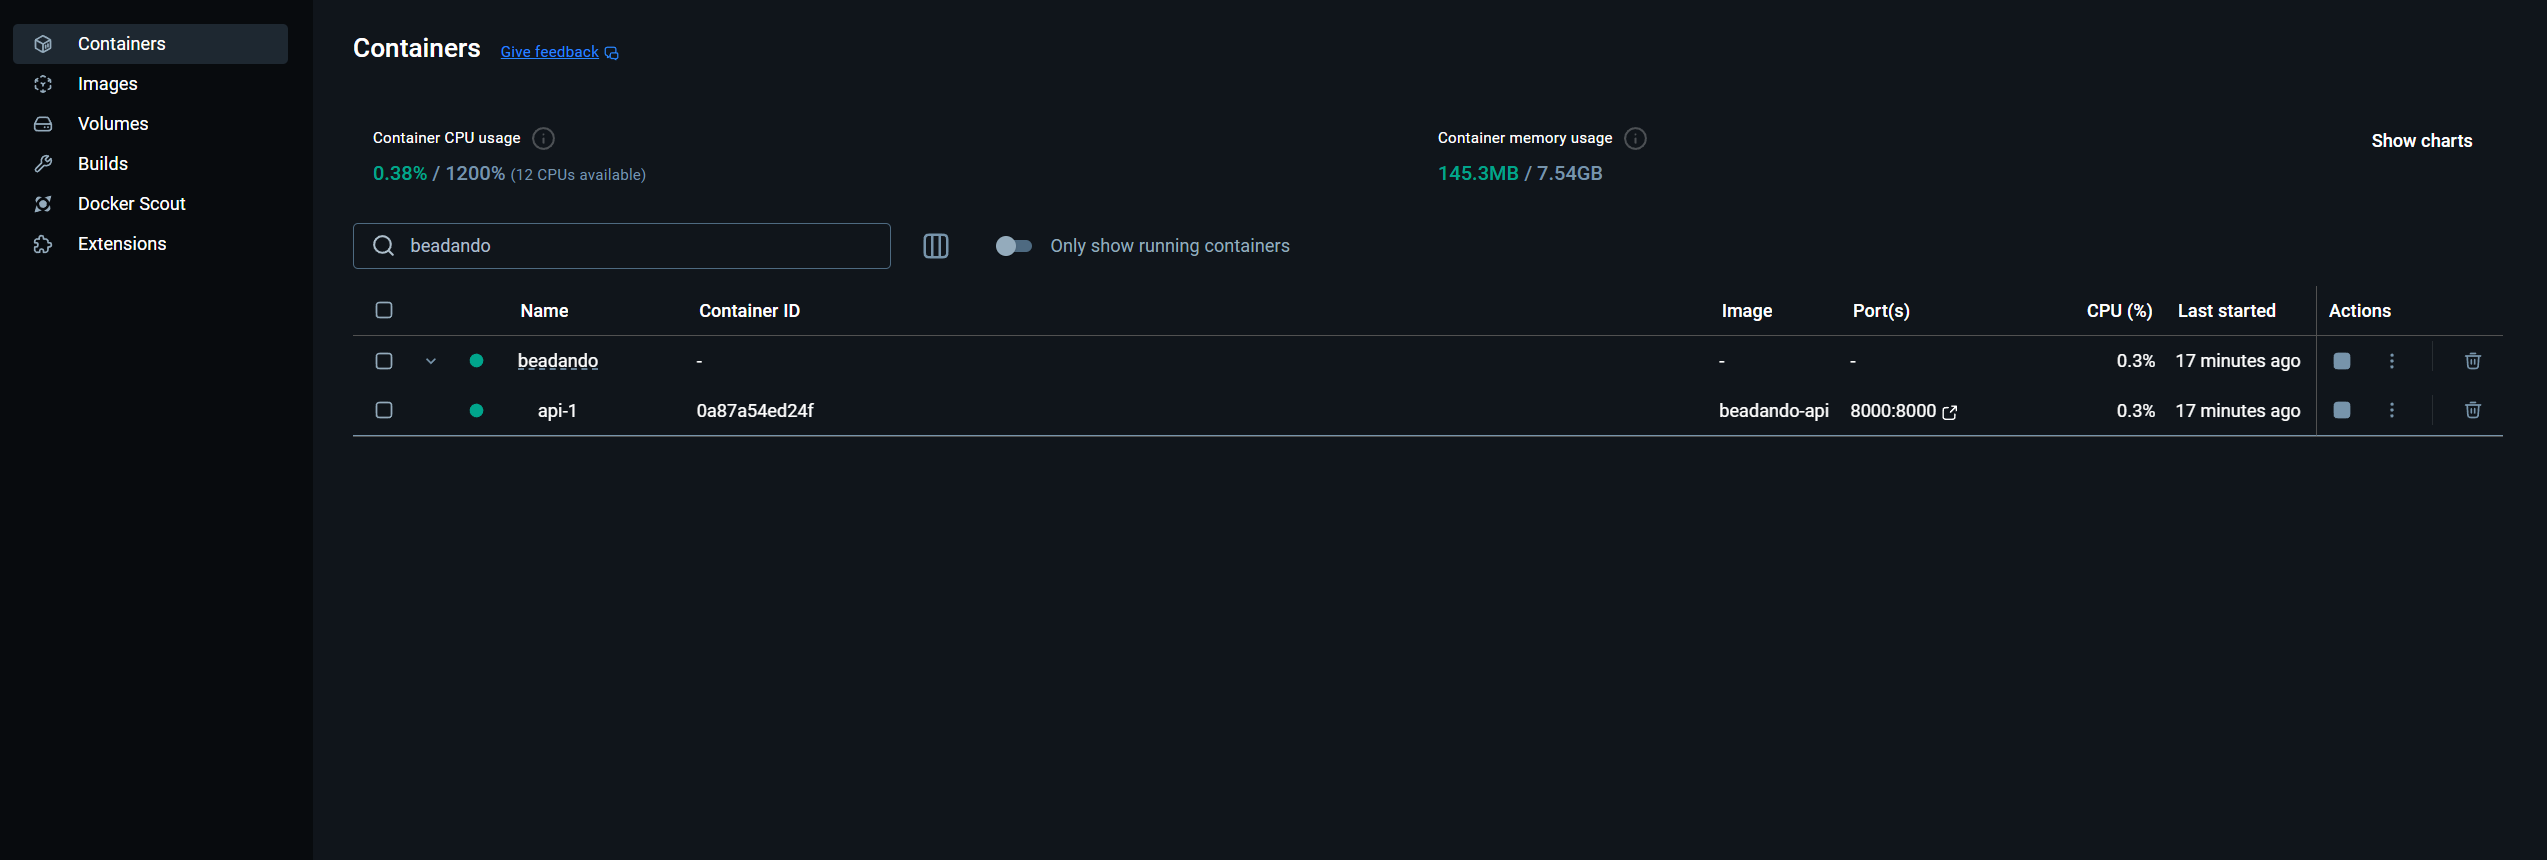 Containers
Images
Volumes
Builds
Docker Scout
Extensions
Containers Give feedback
Container CPU usage
0.38% / 1200% (12 CPUs available)
Container memory usage
145.3MB / 7.54GB
Show charts
beadando
Only show running containers
Name Container ID Image Port(s) CPU (%) Last started Actions
beadando - - - 0.3% 17 minutes ago
api-1 0a87a54ed24f beadando-api 8000:8000 0.3% 17 minutes ago